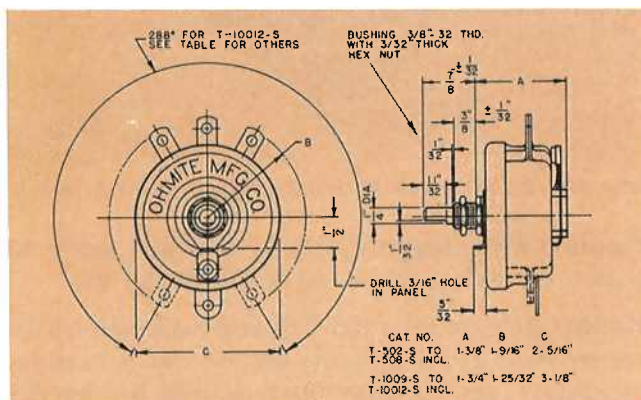 288° FOR T-10012-S
SEE TABLE FOR OTHERS
BUSHING 3/8"-32 THD.
WITH 3/32" THICK
HEX NUT
7/8 ± 1/32
A
3/8 ± 1/32"
1"/32
11"/32
1" DIA.
4
1"/32
B
OHMITE MFG. CO.
1/2"
DRILL 3/16" HOLE
IN PANEL
5"/32
C
CAT. NO. A B C
T-502-S TO 1-3/8" 1-9/16" 2-5/16"
T-508-S INCL.
T-1009-S TO 1-3/4" 1-25/32" 3-1/8"
T-10012-S INCL.